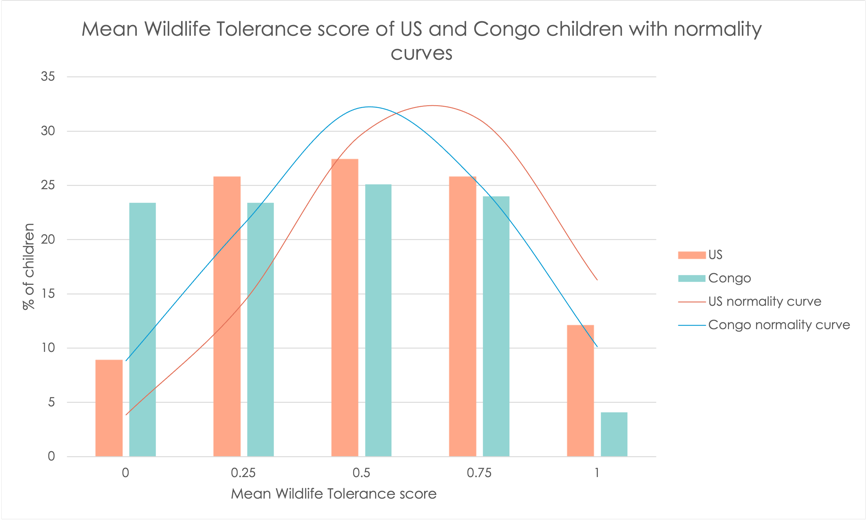 Mean Wildlife Tolerance score of US and Congo children with normality
curves
35
30
25
20
15
10
5
0
% of children
0 0.25 0.5 0.75 1
Mean Wildlife Tolerance score
US
Congo
US normality curve
Congo normality curve